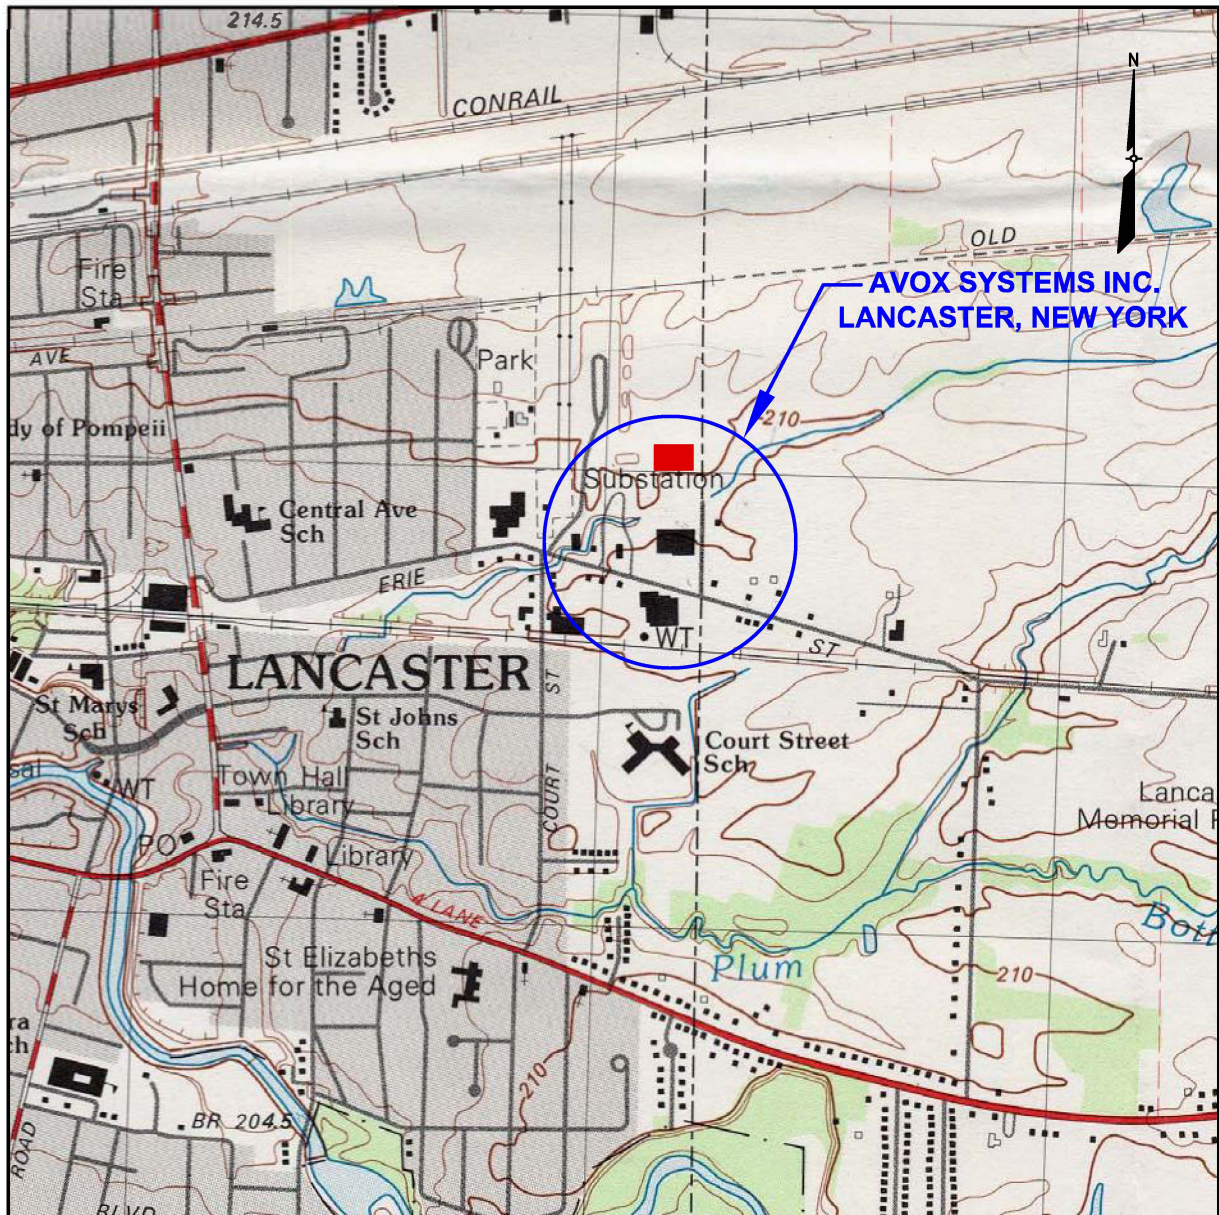 214.5
CONRAIL
N
OLD
Fire
Sta
AVOX SYSTEMS INC.
LANCASTER, NEW YORK
AVE
Park
dy of Pompeii
210
Substation
Central Ave
Sch
ERIE
WT
ST
LANCASTER
ST
St Marys
Sch
St Johns
Sch
Court Street
Sch
sal
WT
Town Hall
Library
COURT
Lanca
Memorial P
PO
Library
Fire
Sta
4 LANE
Bott
St Elizabeths
Home for the Aged
Plum
210
ra
ch
210
BR 204.5
ROAD
BLVD